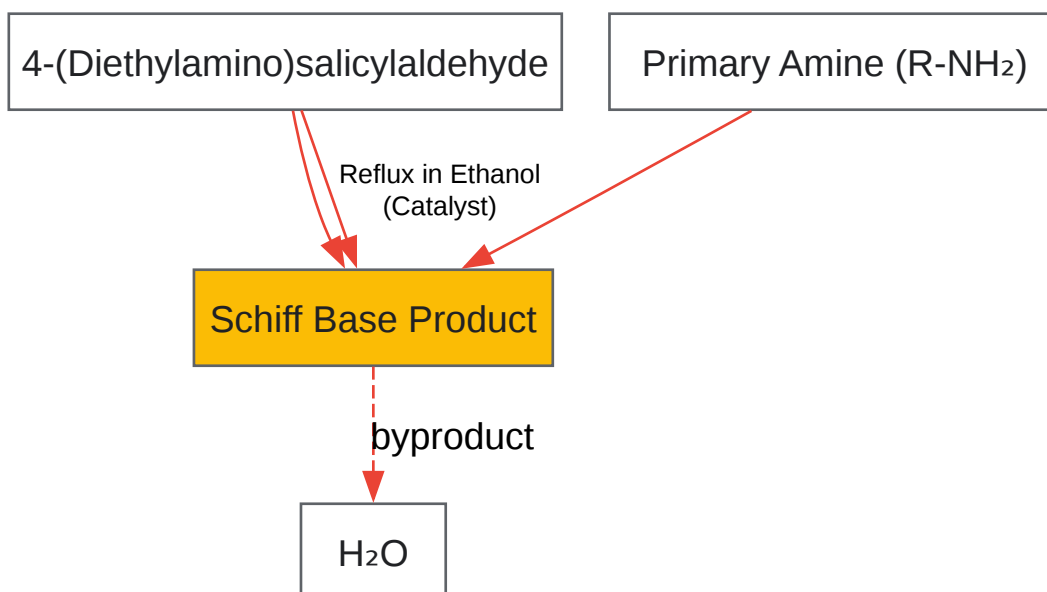 4-(Diethylamino)salicylaldehyde
Primary Amine (R-NH₂)
Reflux in Ethanol
(Catalyst)
Schiff Base Product
byproduct
H₂O